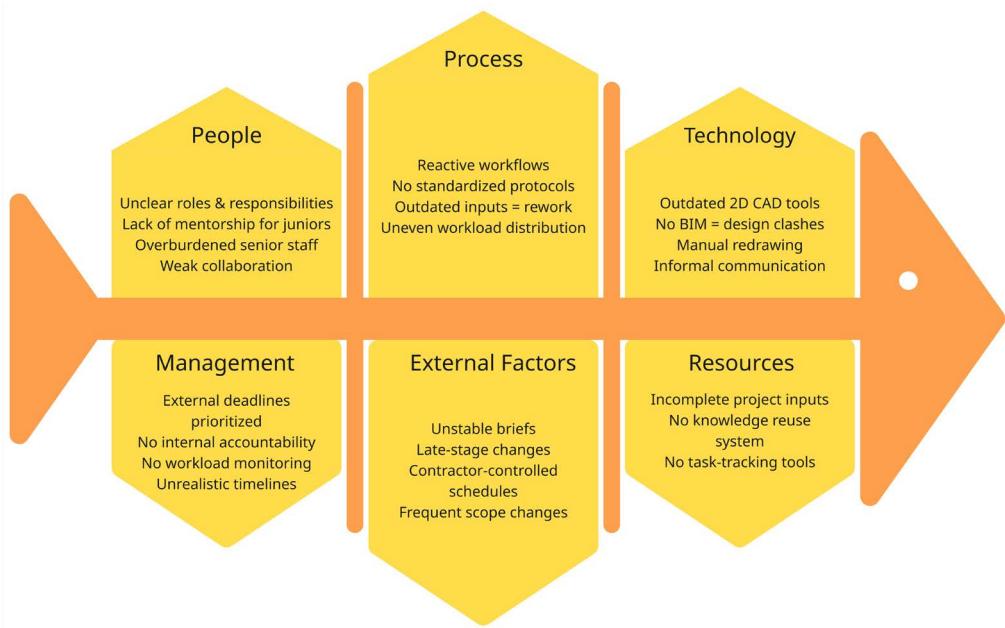 Process
People
Technology
Reactive workflows
No standardized protocols
Outdated inputs = rework
Uneven workload distribution
Unclear roles & responsibilities
Lack of mentorship for juniors
Overburdened senior staff
Weak collaboration
Outdated 2D CAD tools
No BIM = design clashes
Manual redrawing
Informal communication
Management
External deadlines
prioritized
No internal accountability
No workload monitoring
Unrealistic timelines
External Factors
Unstable briefs
Late-stage changes
Contractor-controlled
schedules
Frequent scope changes
Resources
Incomplete project inputs
No knowledge reuse
system
No task-tracking tools